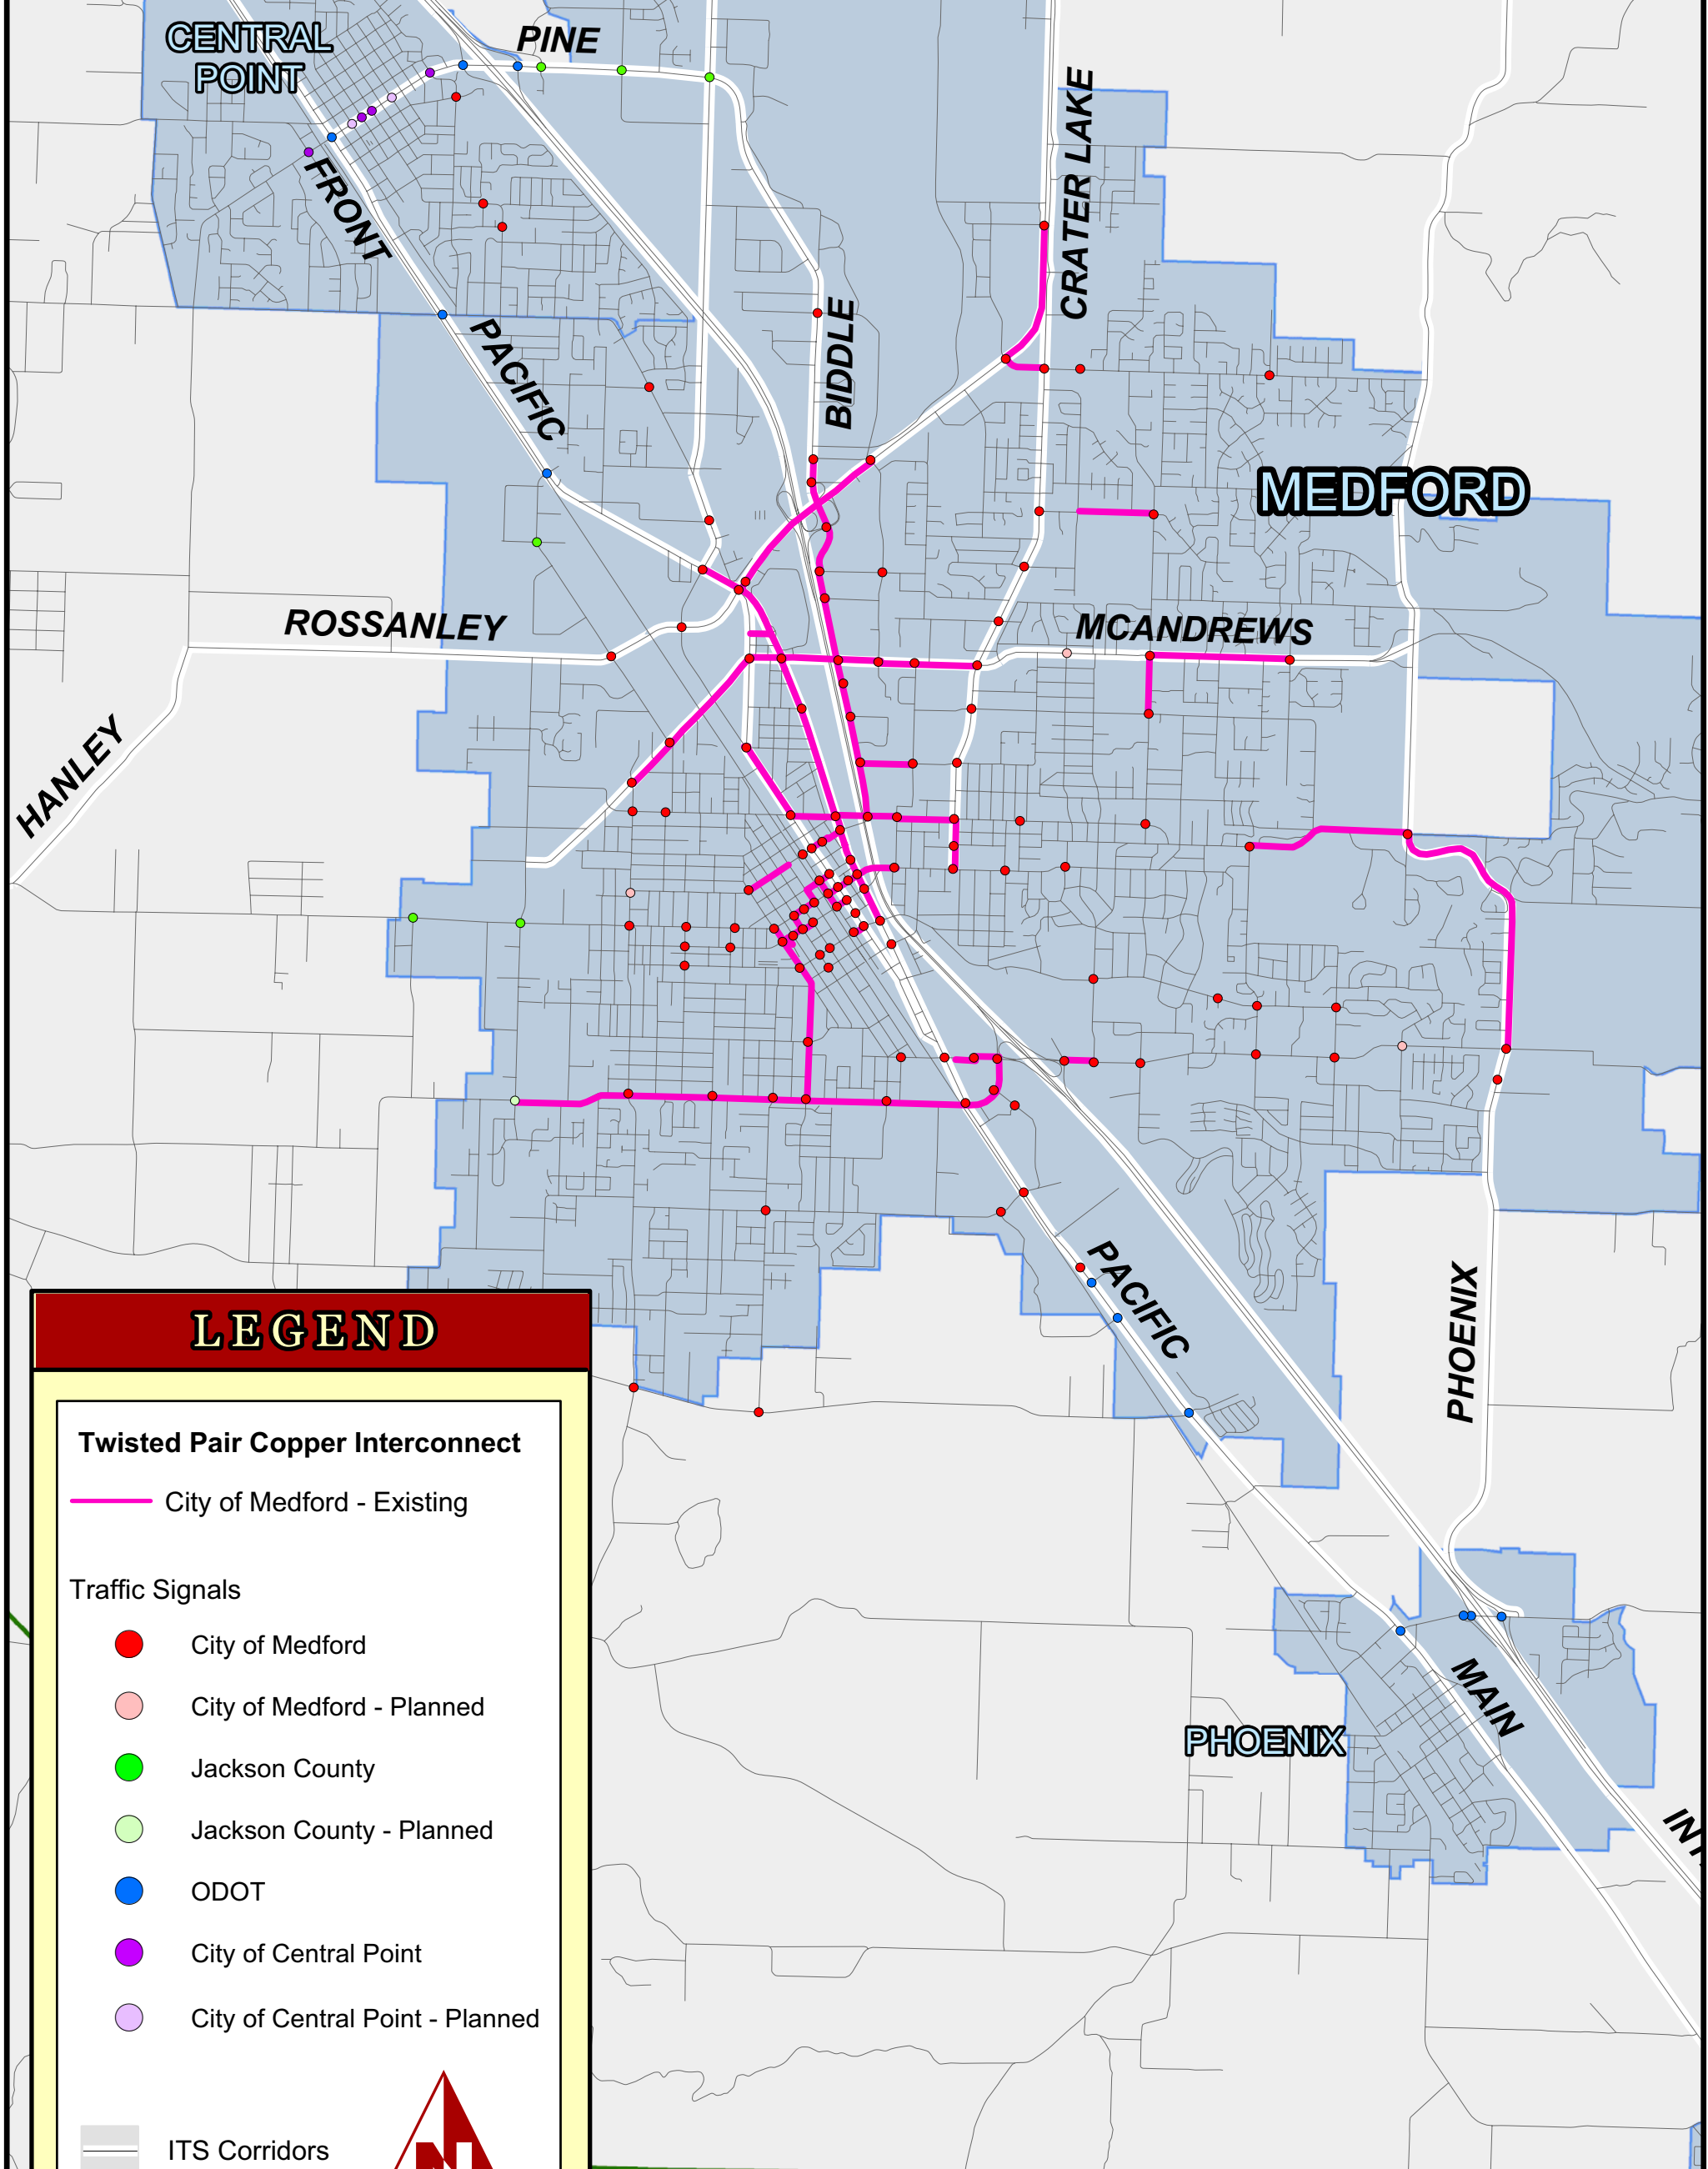 CENTRAL
POINT
PINE
CRATER LAKE
FRONT
PACIFIC
BIDDLE
MEDFORD
ROSSANLEY
MCANDREWS
HANLEY
PACIFIC
PHOENIX
LEGEND
Twisted Pair Copper Interconnect
City of Medford - Existing
Traffic Signals
City of Medford
City of Medford - Planned
Jackson County
Jackson County - Planned
ODOT
City of Central Point
City of Central Point - Planned
ITS Corridors
N
PHOENIX
MAIN